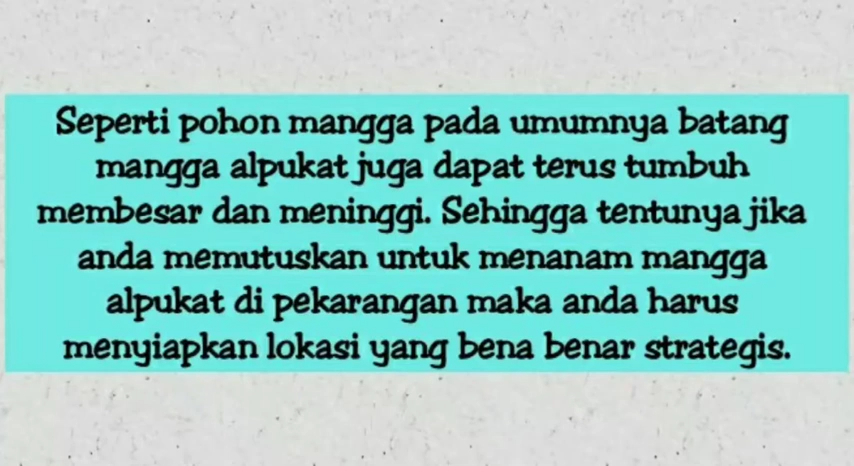 Seperti pohon mangga pada umumnya batang
mangga alpukat juga dapat terus tumbuh
membesar dan meninggi. Sehingga tentunya jika
anda memutuskan untuk menanam mangga
alpukat di pekarangan maka anda harus
menyiapkan lokasi yang bena benar strategis.